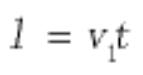 l = v₁t